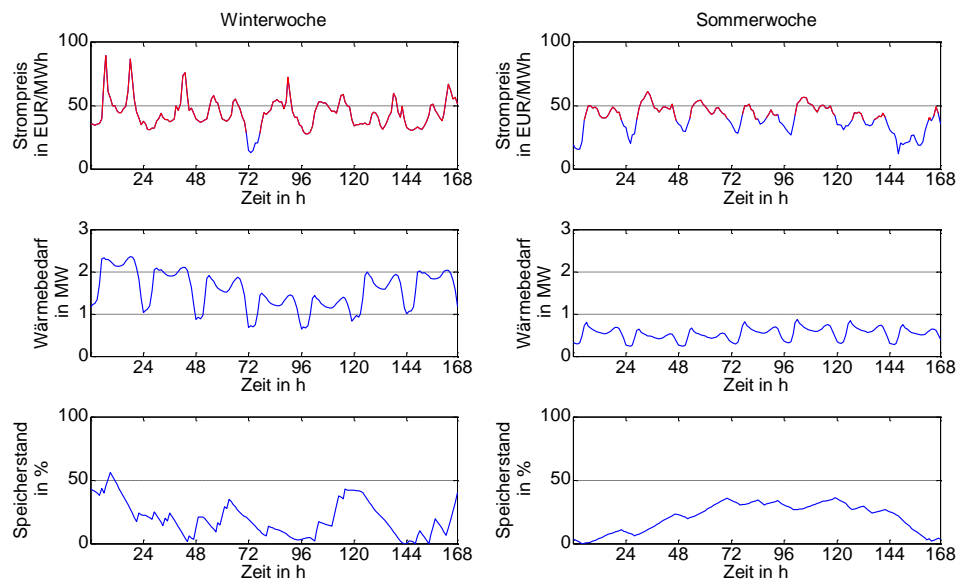 Winterwoche
Strompreis
in EUR/MWh
100
50
0
24 48 72 96 120 144 168
Zeit in h
Sommerwoche
Strompreis
in EUR/MWh
100
50
0
24 48 72 96 120 144 168
Zeit in h
Wärmebedarf
in MW
3
2
1
0
24 48 72 96 120 144 168
Zeit in h
Wärmebedarf
in MW
3
2
1
0
24 48 72 96 120 144 168
Zeit in h
Speicherstand
in %
100
50
0
24 48 72 96 120 144 168
Zeit in h
Speicherstand
in %
100
50
0
24 48 72 96 120 144 168
Zeit in h